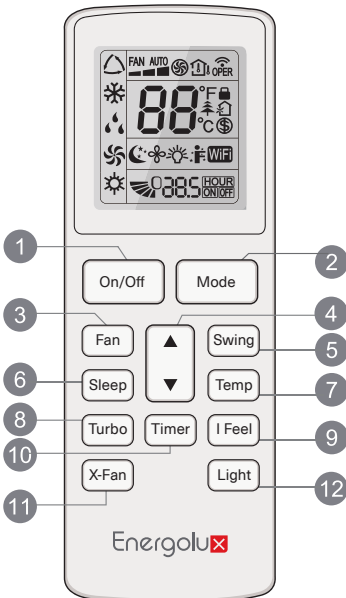 FAN AUTO OPER
88 °F
°C $
WiFi
038.5 HOUR
ON OFF
1
2
On/Off Mode
3
4
Fan ▲ Swing
5
6
Sleep ▼ Temp
7
8
Turbo Timer I Feel
9
10
X-Fan Light
11
12
Energolux